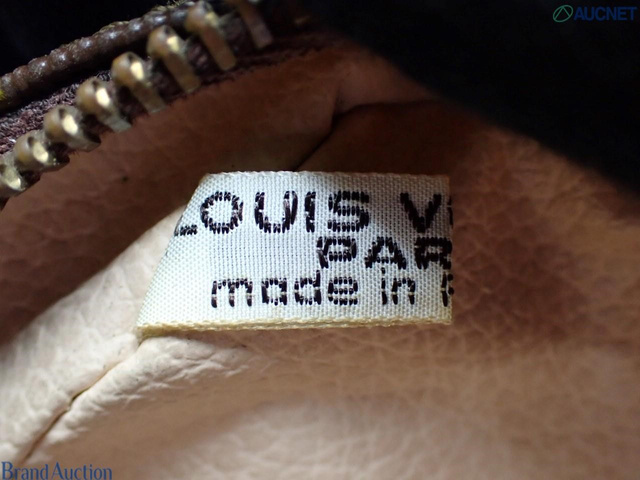 AUCNET
LOUIS V
PAR
made in F
Brand Auction